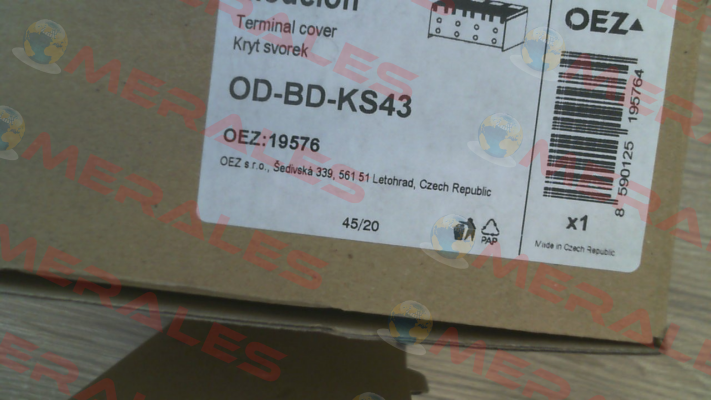 Terminal cover
Kryt svorek
OD-BD-KS43
OEZ:19576
OEZ s.r.o., Šedivská 339, 561 51 Letohrad, Czech Republic
45/20
PAP
OEZ
8 590125 195764
x1
Made in Czech Republic
MERALES
MERALES
MERALES
MERALES
MERALES